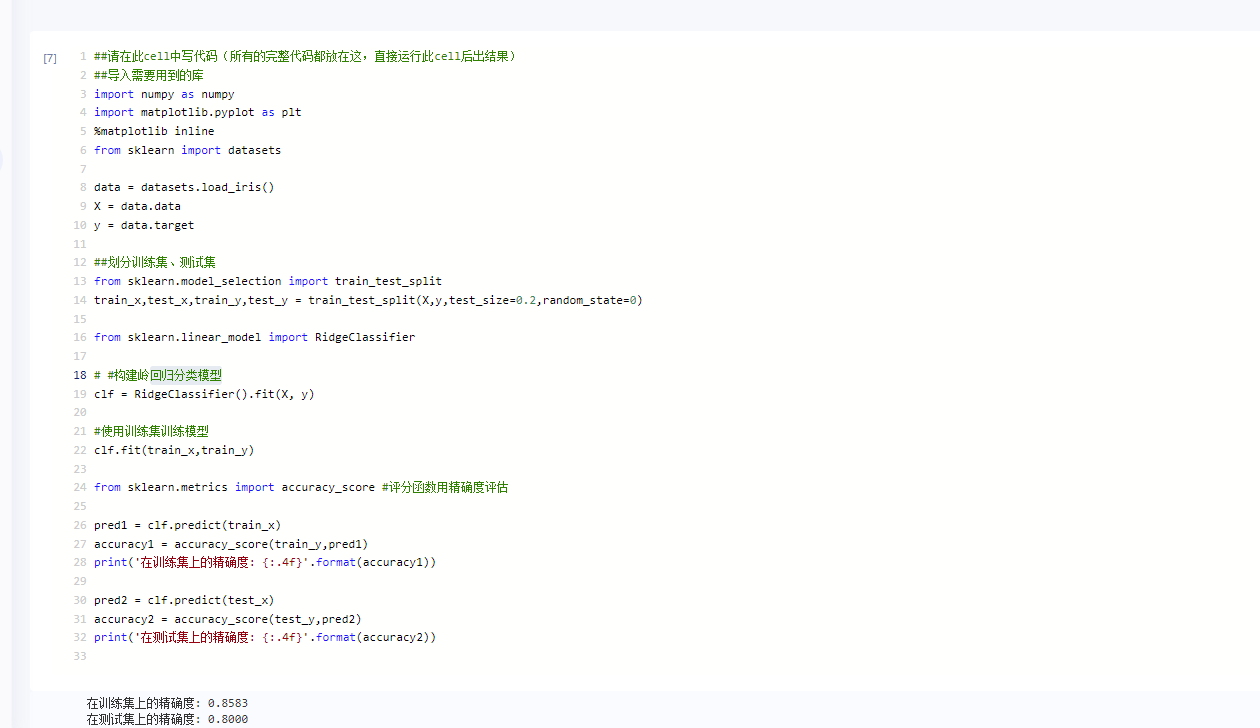 [7]
1 ##请在此cell中写代码（所有的完整代码都放在这，直接运行此cell后出结果）
2 ##导入需要用到的库
3 import numpy as numpy
4 import matplotlib.pyplot as plt
5 %matplotlib inline
6 from sklearn import datasets
7
8 data = datasets.load_iris()
9 X = data.data
10 y = data.target
11
12 ##划分训练集、测试集
13 from sklearn.model_selection import train_test_split
14 train_x,test_x,train_y,test_y = train_test_split(X,y,test_size=0.2,random_state=0)
15
16 from sklearn.linear_model import RidgeClassifier
17
18 # #构建岭回归分类模型
19 clf = RidgeClassifier().fit(X, y)
20
21 #使用训练集训练模型
22 clf.fit(train_x,train_y)
23
24 from sklearn.metrics import accuracy_score #评分函数用精确度评估
25
26 pred1 = clf.predict(train_x)
27 accuracy1 = accuracy_score(train_y,pred1)
28 print('在训练集上的精确度: {:.4f}'.format(accuracy1))
29
30 pred2 = clf.predict(test_x)
31 accuracy2 = accuracy_score(test_y,pred2)
32 print('在测试集上的精确度: {:.4f}'.format(accuracy2))
33
在训练集上的精确度: 0.8583
在测试集上的精确度: 0.8000